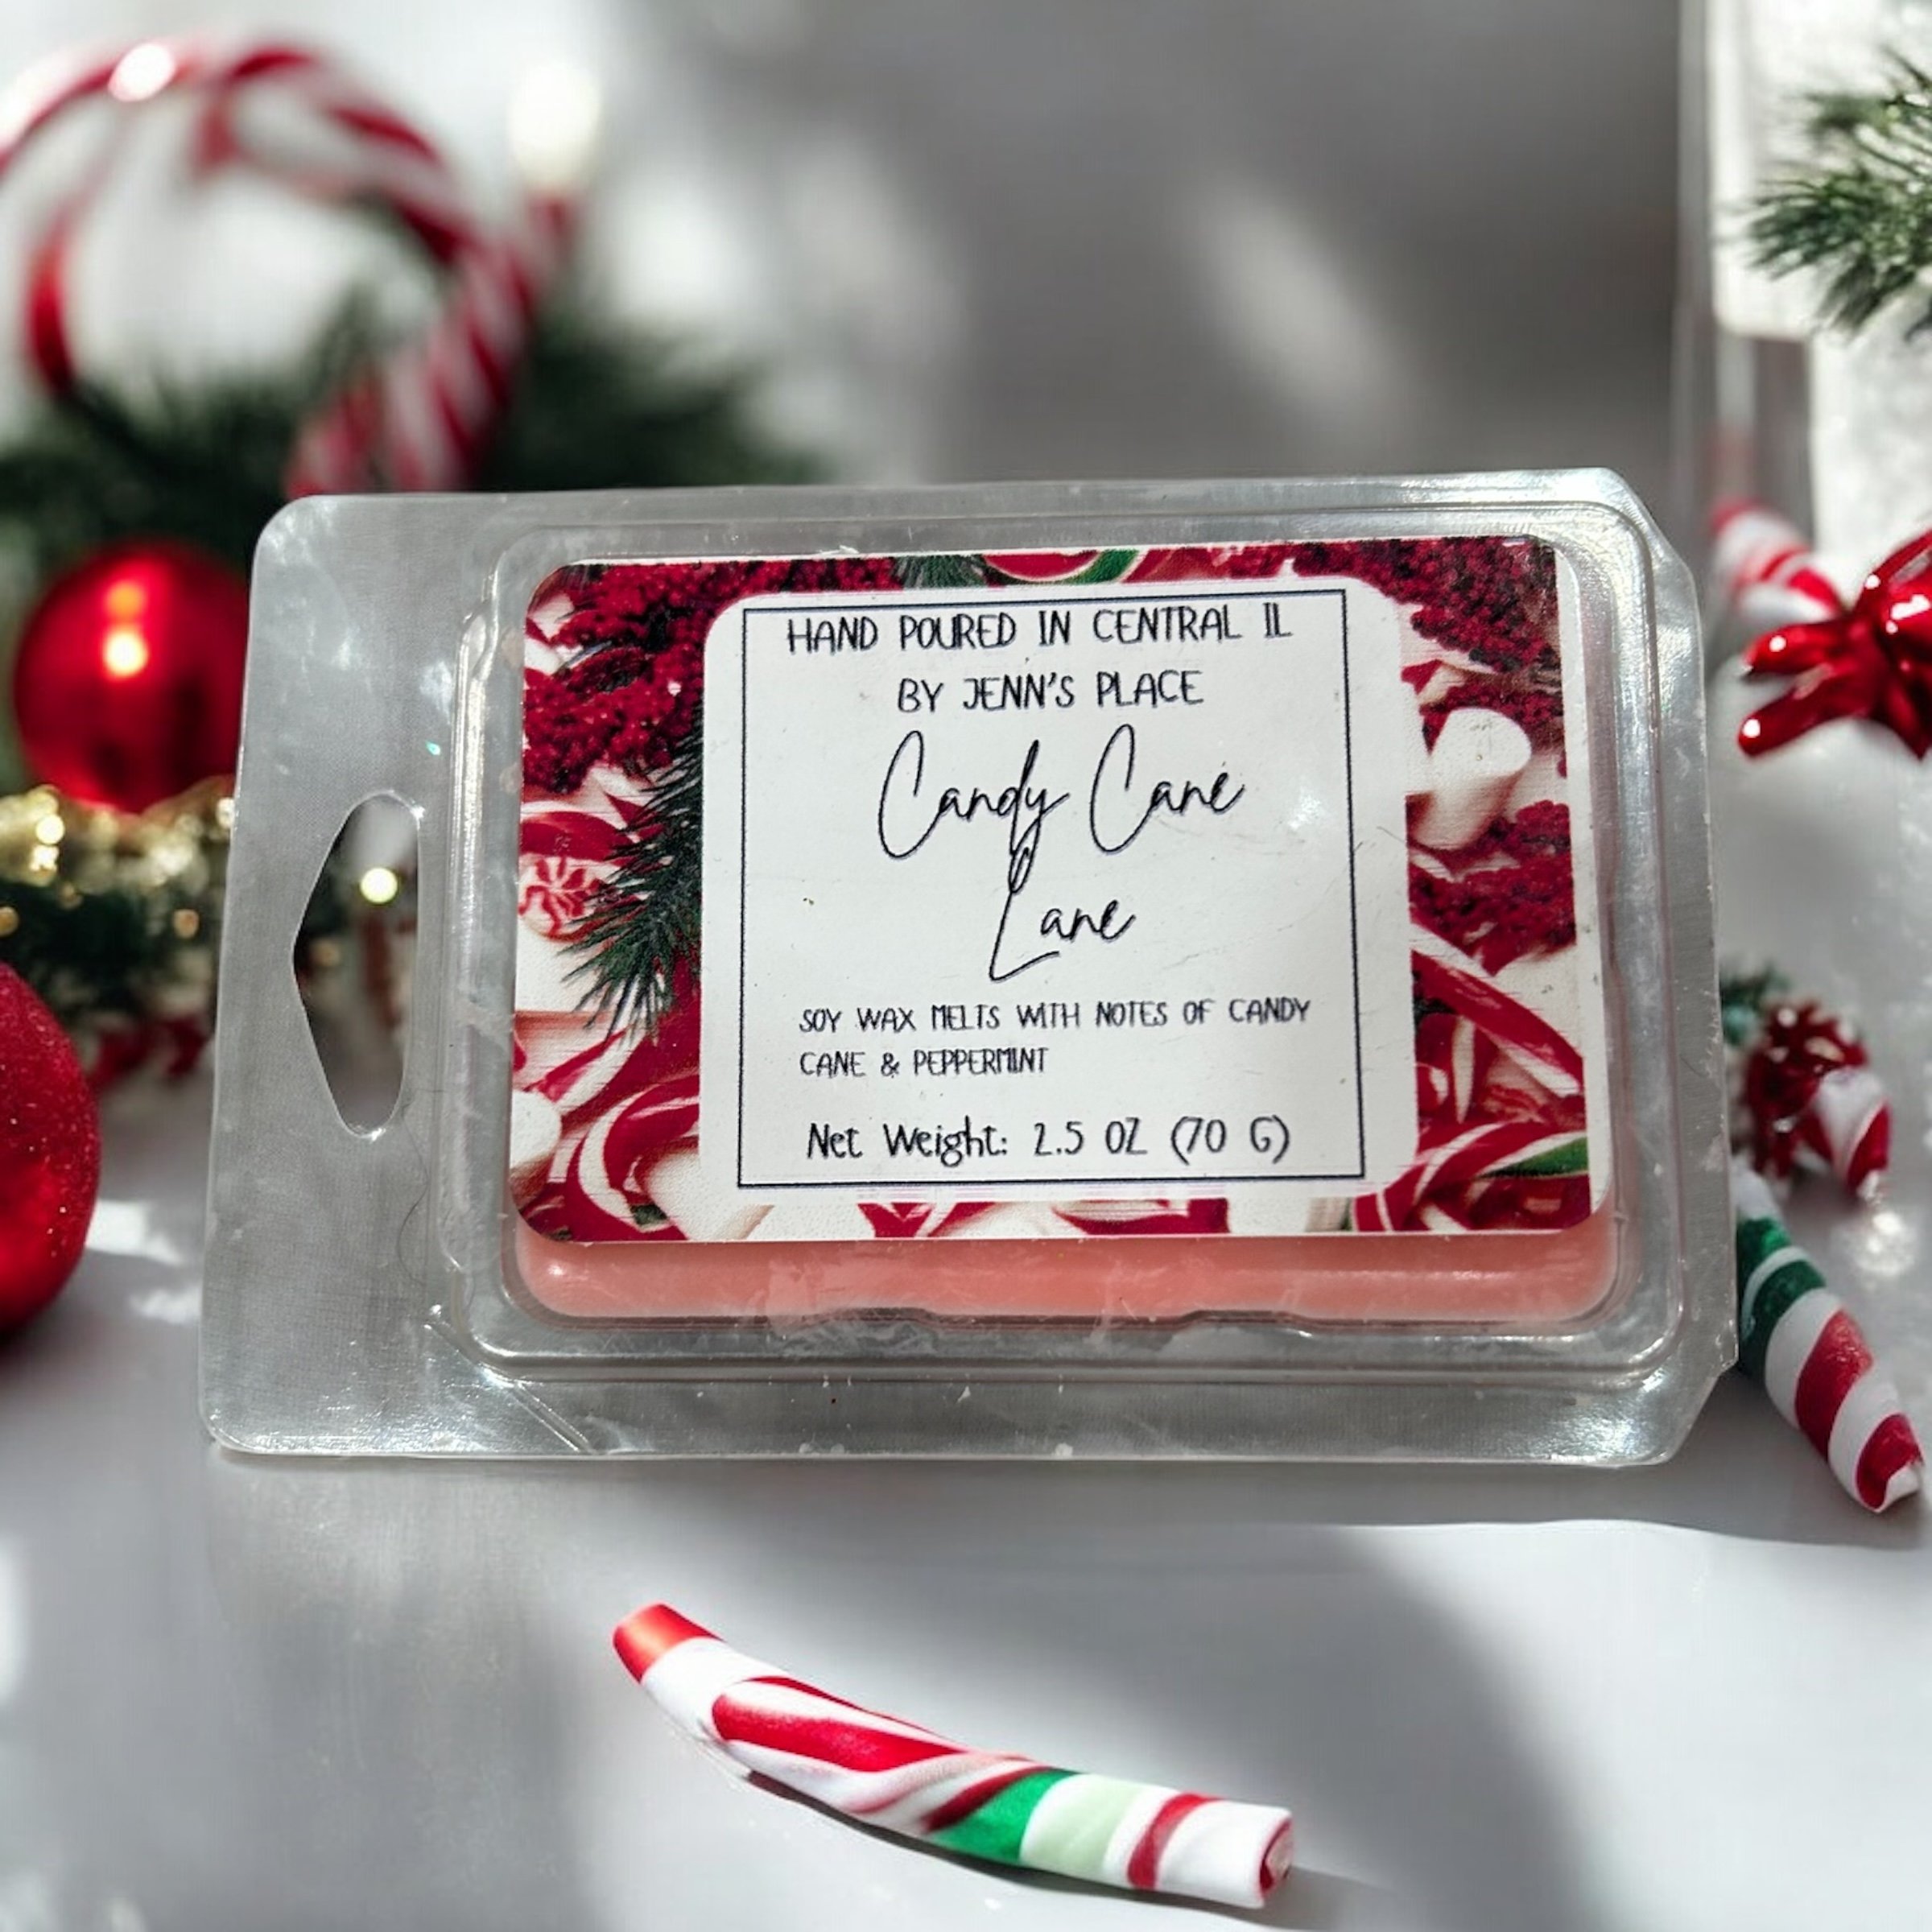 HAND POURED IN CENTRAL IL
BY JENN'S PLACE
Candy Cane
Lane
SOY WAX MELTS WITH NOTES OF CANDY
CANE & PEPPERMINT
Net Weight: 2.5 OZ (70 G)